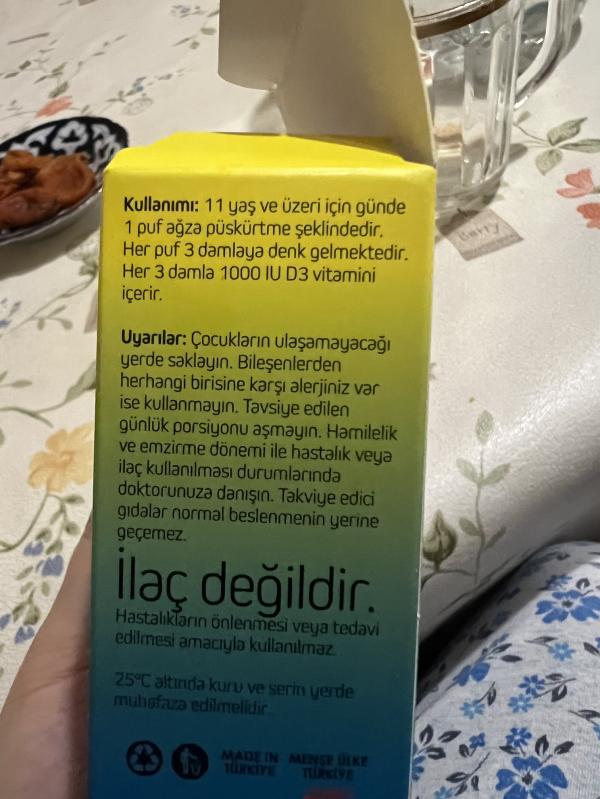 Kullanımı: 11 yaş ve üzeri için günde
1 puf ağza püskürtme şeklindedir.
Her puf 3 damlaya denk gelmektedir.
Her 3 damla 1000 IU D3 vitamini
içerir.
Uyarılar: Çocukların ulaşamayacağı
yerde saklayın. Bileşenlerden
herhangi birisine karşı alerjiniz var
ise kullanmayın. Tavsiye edilen
günlük porsiyonu aşmayın. Hamilelik
ve emzirme dönemi ile hastalık veya
ilaç kullanılması durumlarında
doktorunuza danışın. Takviye edici
gıdalar normal beslenmenin yerine
geçemez.
İlaç değildir.
Hastalıkların önlenmesi veya tedavi
edilmesi amacıyla kullanılmaz.
25°C altında kuru ve serin yerde
muhafaza edilmelidir.
MADE IN MENŞE ÜLKE
TÜRKİYE TÜRKİYE